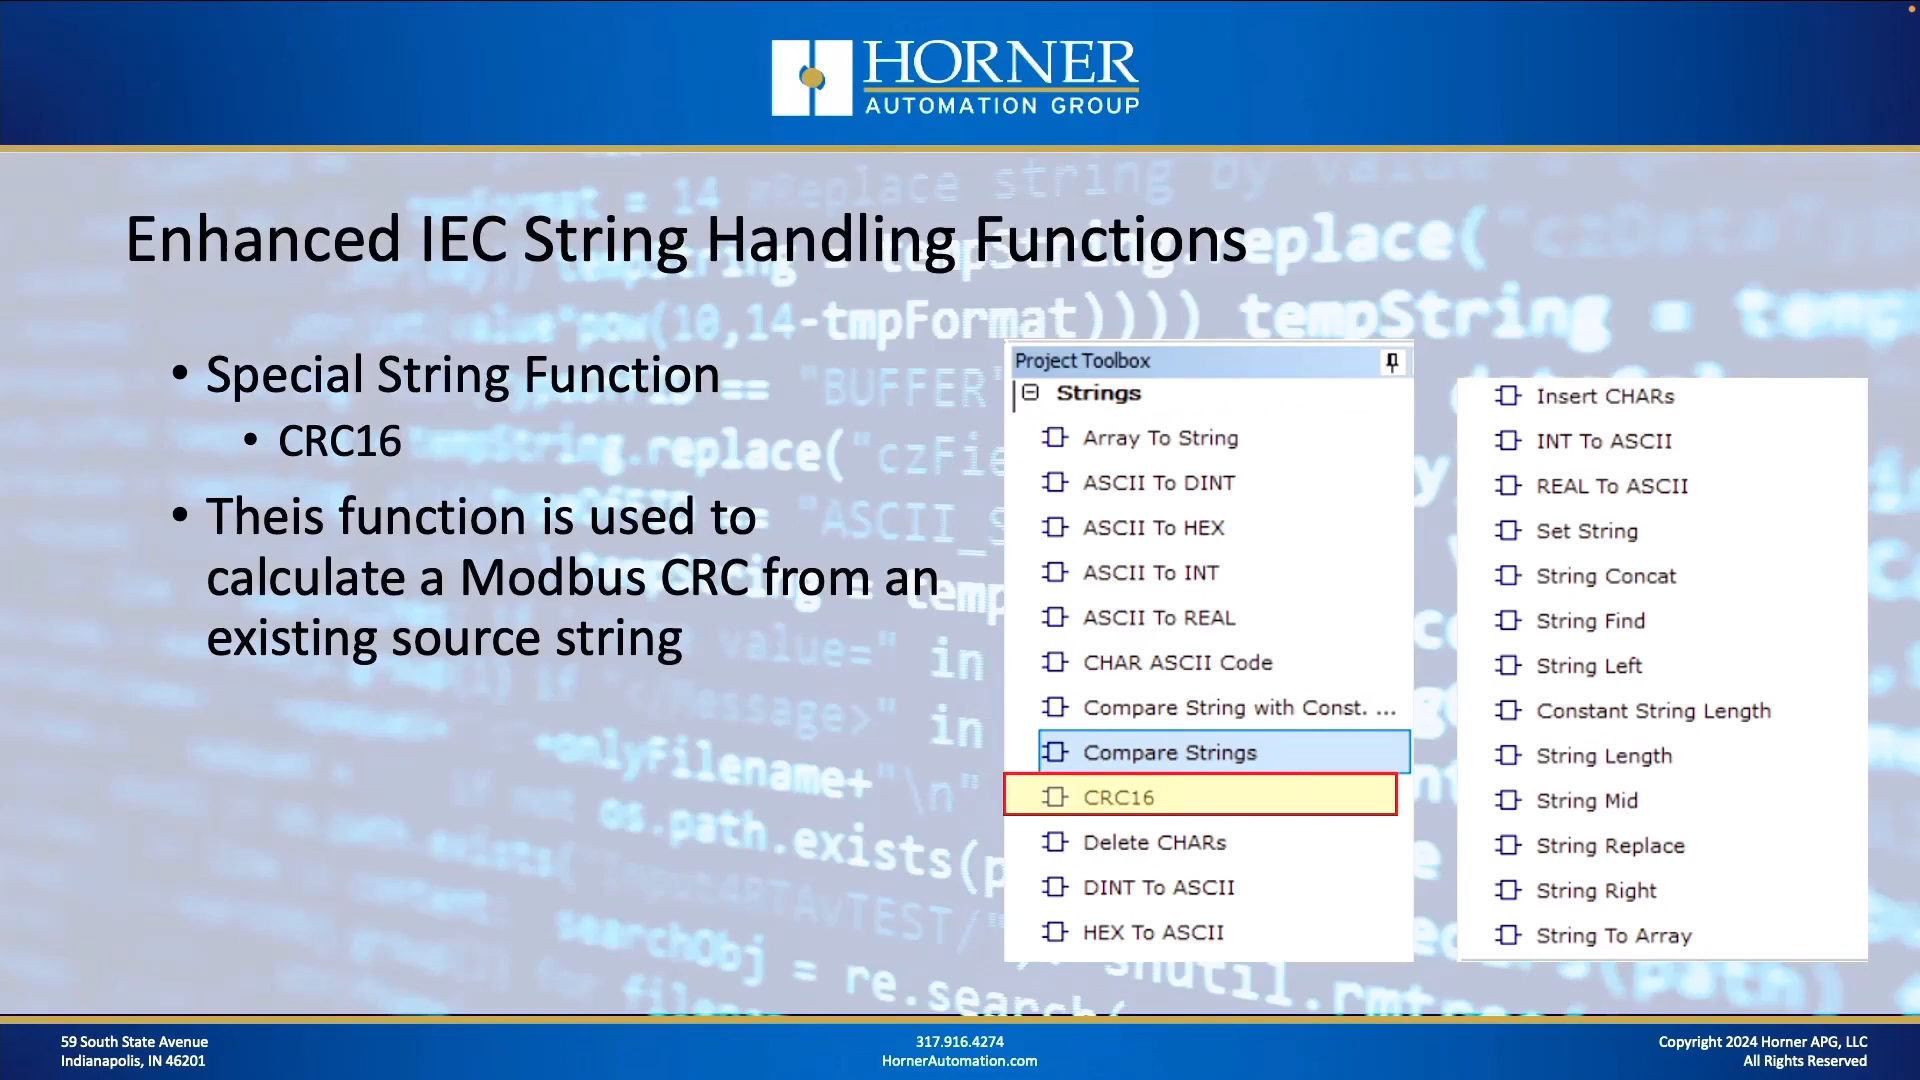 HORNER
AUTOMATION GROUP
Enhanced IEC String Handling Functions
• Special String Function
• CRC16
• Theis function is used to
calculate a Modbus CRC from an
existing source string
Project Toolbox
Strings
Array To String
ASCII To DINT
ASCII To HEX
ASCII To INT
ASCII To REAL
CHAR ASCII Code
Compare String with Const. ...
Compare Strings
CRC16
Delete CHARs
DINT To ASCII
HEX To ASCII
Insert CHARs
INT To ASCII
REAL To ASCII
Set String
String Concat
String Find
String Left
Constant String Length
String Length
String Mid
String Replace
String Right
String To Array
59 South State Avenue
Indianapolis, IN 46201
317.916.4274
HornerAutomation.com
Copyright 2024 Horner APG, LLC
All Rights Reserved